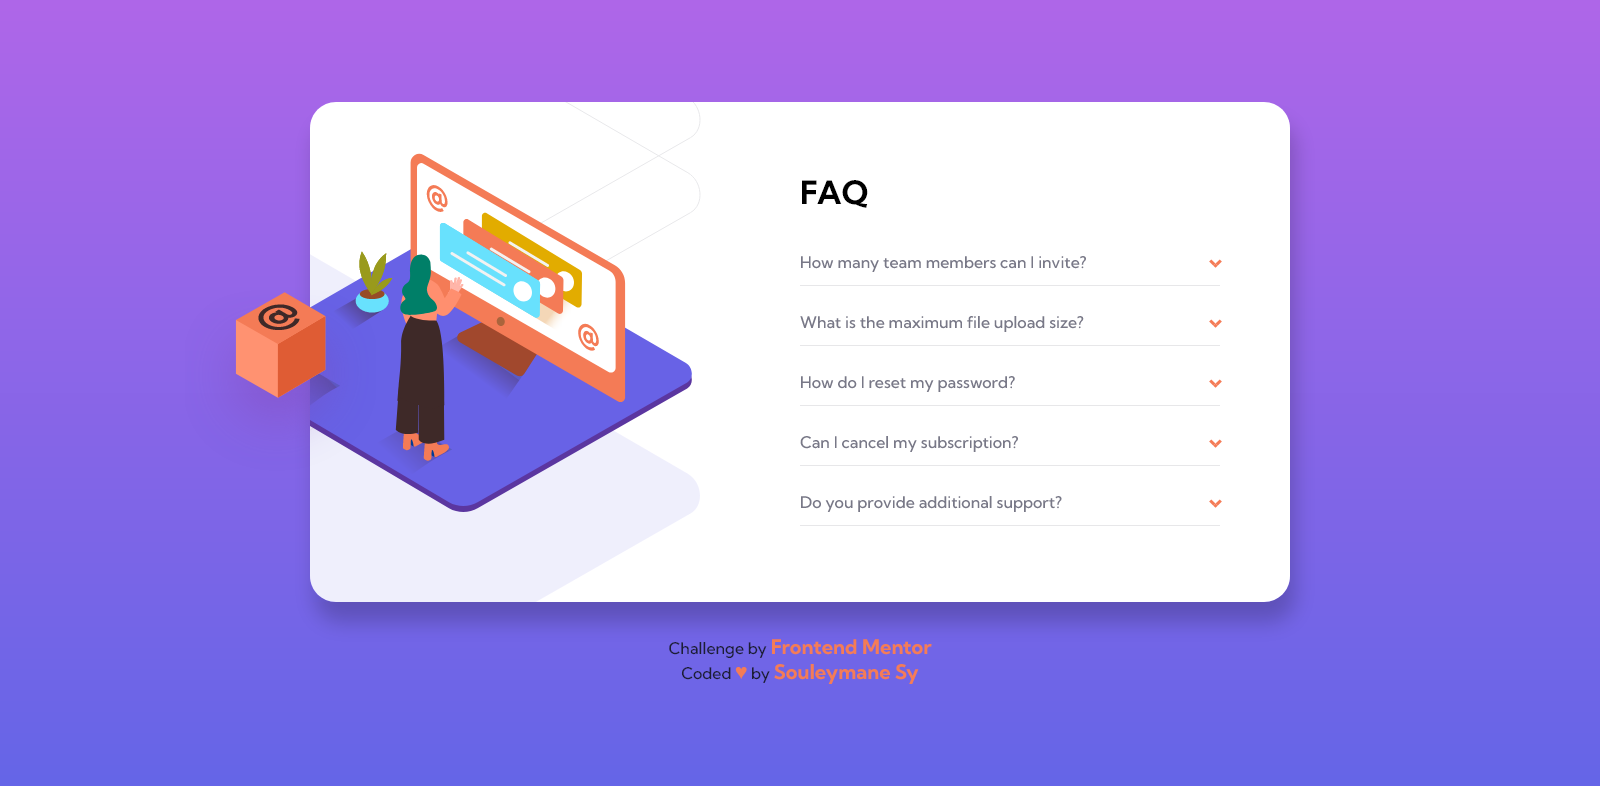 @
@
@
FAQ
How many team members can I invite?
What is the maximum file upload size?
How do I reset my password?
Can I cancel my subscription?
Do you provide additional support?
Challenge by Frontend Mentor
Coded ♥ by Souleymane Sy